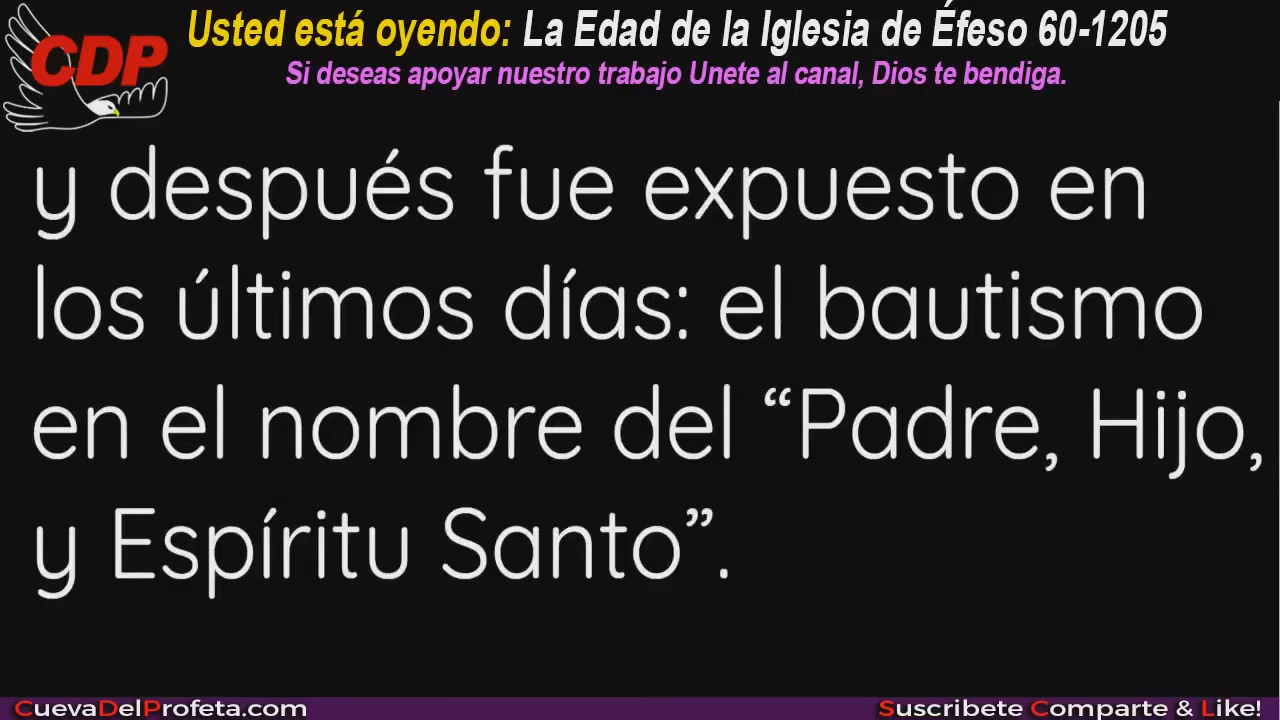 CDP
Usted está oyendo: La Edad de la Iglesia de Éfeso 60-1205
Si deseas apoyar nuestro trabajo Unete al canal, Dios te bendiga.
y después fue expuesto en
los últimos días: el bautismo
en el nombre del “Padre, Hijo,
y Espíritu Santo”.
CuevaDelProfeta.com
Suscribete Comparte & Like!